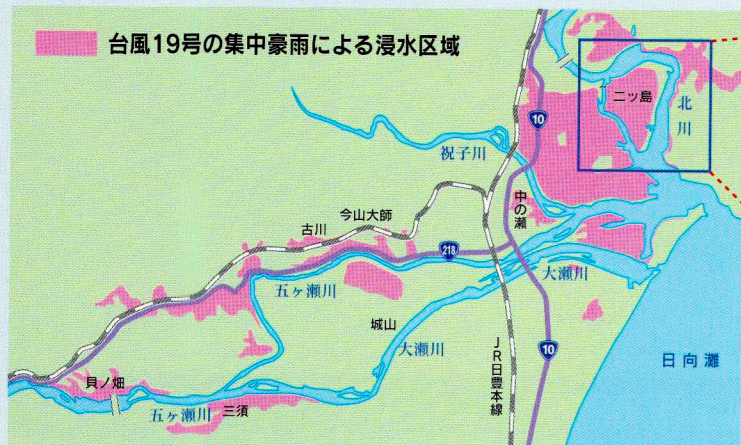 台風19号の集中豪雨による浸水区域
二ツ島
北川
10
祝子川
中の瀬
今山大師
古川
218
五ヶ瀬川
大瀬川
城山
大瀬川
JR日豊本線
10
日向灘
貝ノ畑
五ヶ瀬川
三須